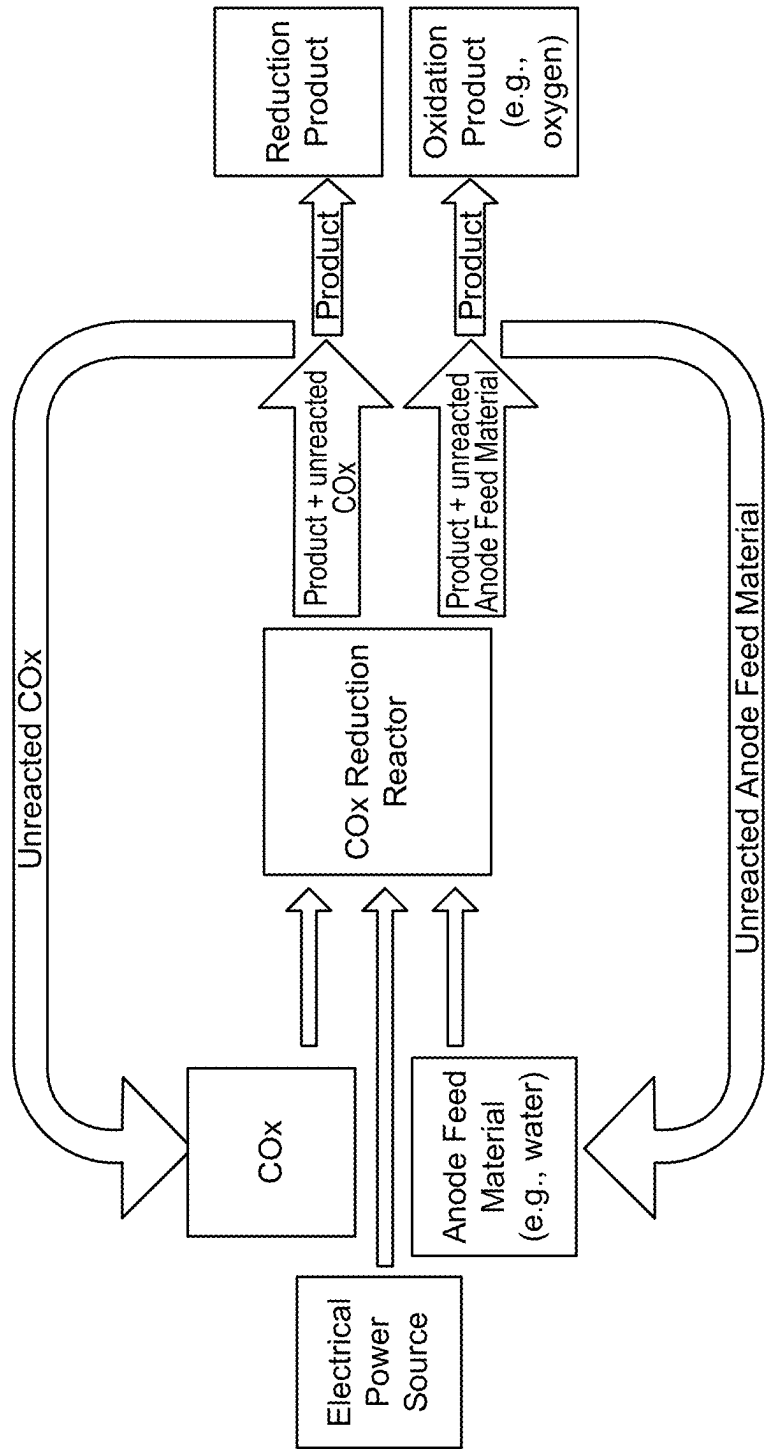 Unreacted COx
COx
Electrical
Power
Source
Anode Feed
Material
(e.g., water)
COx Reduction
Reactor
Product + unreacted
COx
Product + unreacted
Anode Feed Material
Product
Product
Reduction
Product
Oxidation
Product
(e.g.,
oxygen)
Unreacted Anode Feed Material